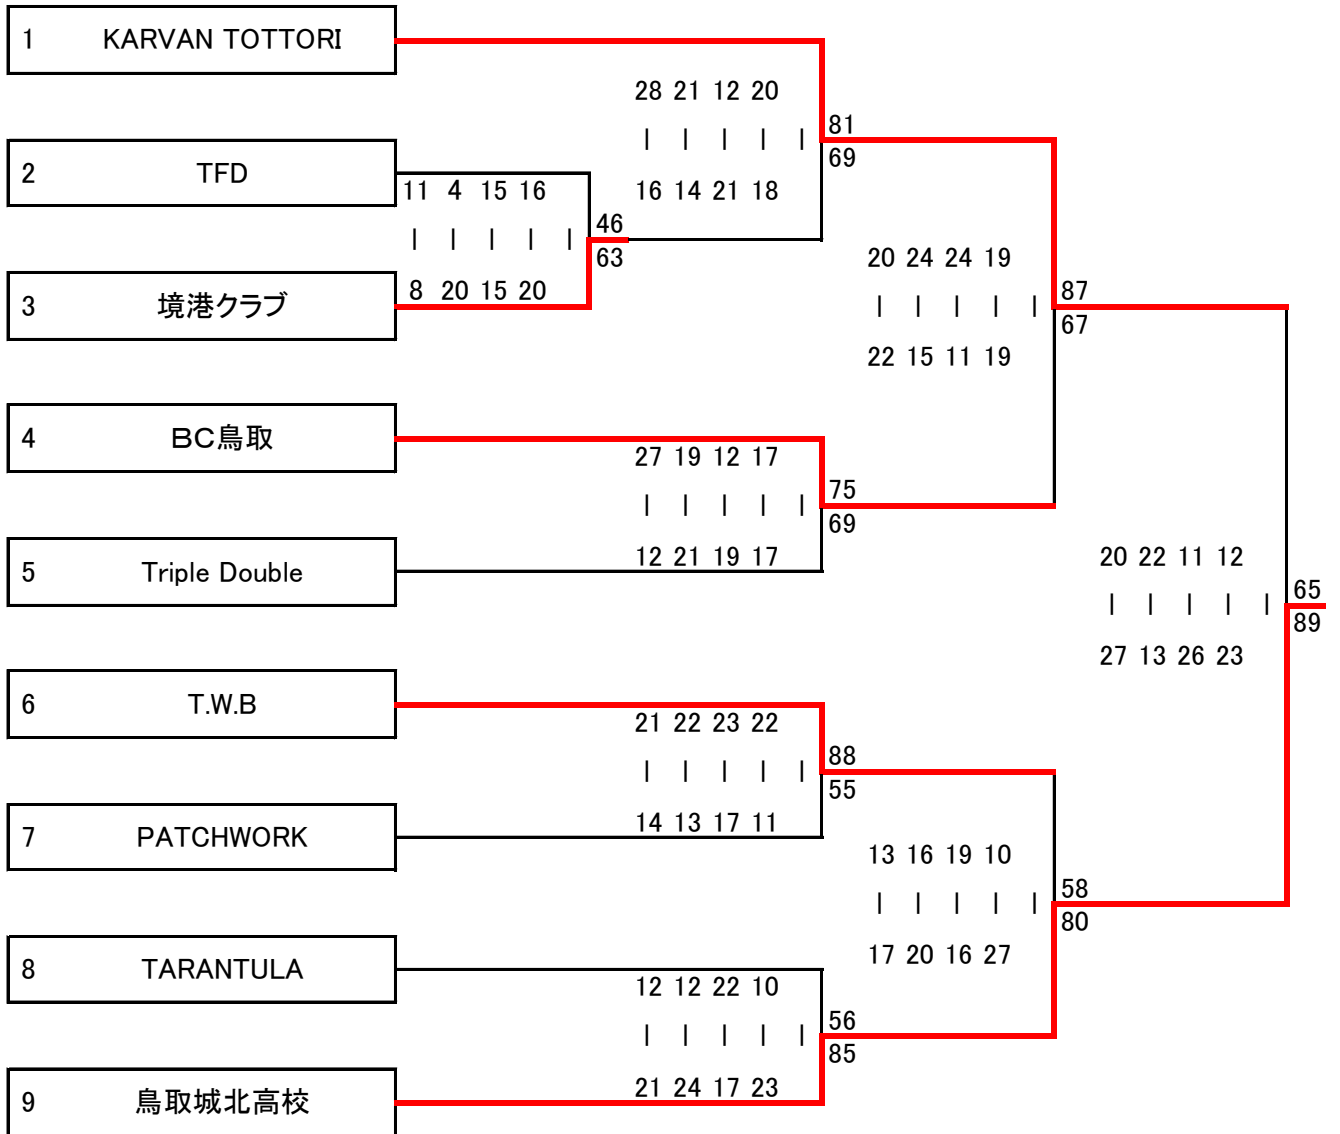 1 KARVAN TOTTORI
28 21 12 20
| | | | |
81
69
16 14 21 18
2 TFD
11 4 15 16
| | | | |
46
63
8 20 15 20
3 境港クラブ
20 24 24 19
| | | | |
87
67
22 15 11 19
4 BC鳥取
27 19 12 17
| | | | |
75
69
12 21 19 17
5 Triple Double
20 22 11 12
| | | | |
65
89
27 13 26 23
6 T.W.B
21 22 23 22
| | | | |
88
55
14 13 17 11
7 PATCHWORK
13 16 19 10
| | | | |
58
80
17 20 16 27
8 TARANTULA
12 12 22 10
| | | | |
56
85
21 24 17 23
9 鳥取城北高校